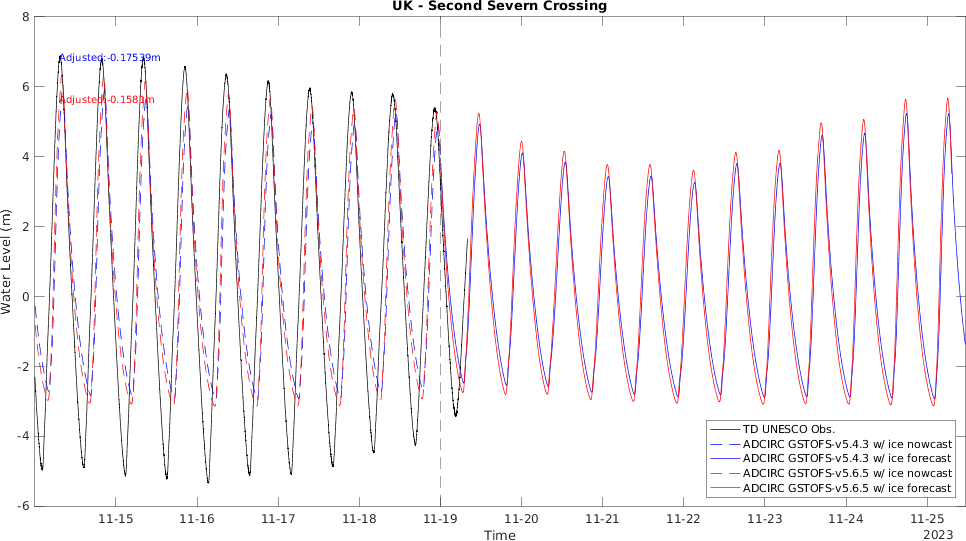 UK - Second Severn Crossing
8
6
4
2
0
-2
-4
-6
Water Level (m)
Adjusted:-0.17539m
Adjusted:-0.1581m
TD UNESCO Obs.
ADCIRC GSTOFS-v5.4.3 w/ ice nowcast
ADCIRC GSTOFS-v5.4.3 w/ ice forecast
ADCIRC GSTOFS-v5.6.5 w/ ice nowcast
ADCIRC GSTOFS-v5.6.5 w/ ice forecast
11-15 11-16 11-17 11-18 11-19 11-20 11-21 11-22 11-23 11-24 11-25
Time
2023